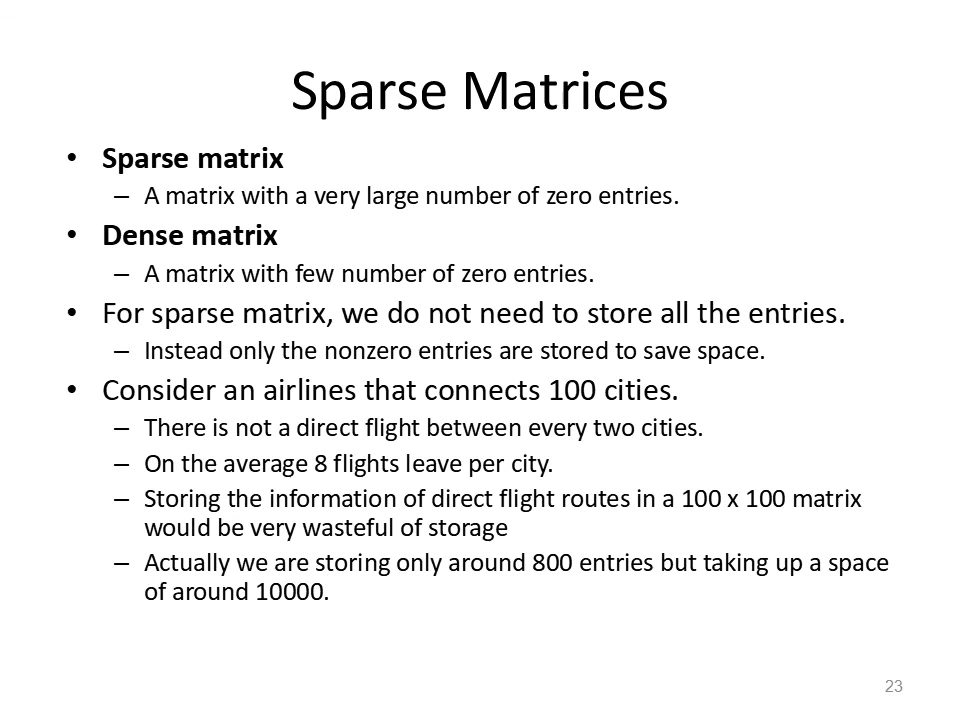 Sparse Matrices
• Sparse matrix
– A matrix with a very large number of zero entries.
• Dense matrix
– A matrix with few number of zero entries.
• For sparse matrix, we do not need to store all the entries.
– Instead only the nonzero entries are stored to save space.
• Consider an airlines that connects 100 cities.
– There is not a direct flight between every two cities.
– On the average 8 flights leave per city.
– Storing the information of direct flight routes in a 100 x 100 matrix
would be very wasteful of storage
– Actually we are storing only around 800 entries but taking up a space
of around 10000.
23